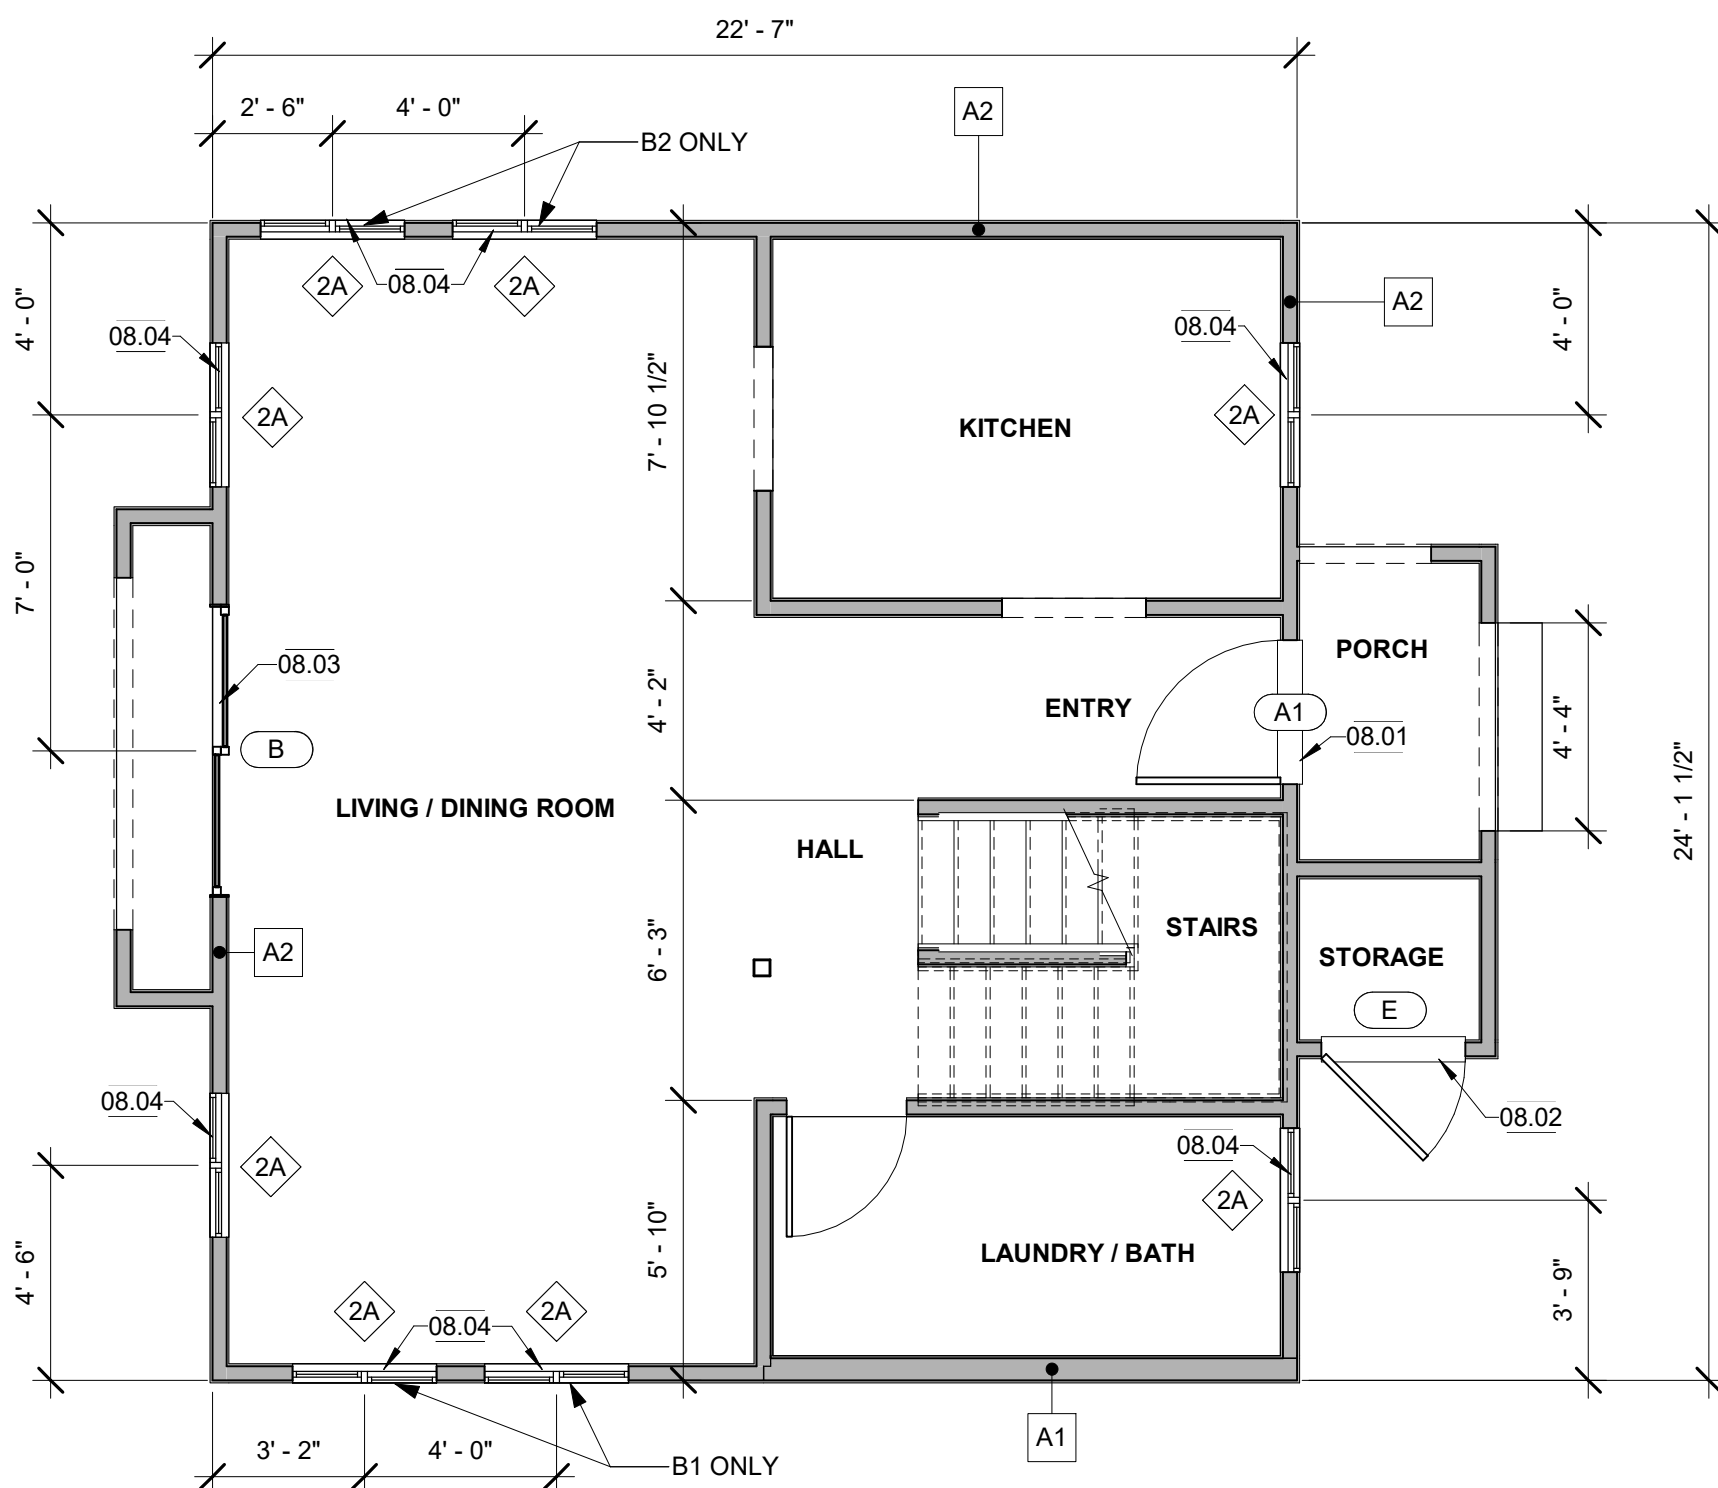 22' - 7"
2' - 6"
4' - 0"
A2
B2 ONLY
2A
08.04
2A
4' - 0"
08.04
2A
7' - 10 1/2"
KITCHEN
08.04
2A
A2
4' - 0"
7' - 0"
08.03
B
4' - 2"
ENTRY
A1
08.01
PORCH
4' - 4"
24' - 1 1/2"
LIVING / DINING ROOM
HALL
STAIRS
A2
6' - 3"
STORAGE
E
08.04
2A
08.04
2A
08.02
4' - 6"
5' - 10"
LAUNDRY / BATH
3' - 9"
2A
08.04
2A
A1
3' - 2"
4' - 0"
B1 ONLY